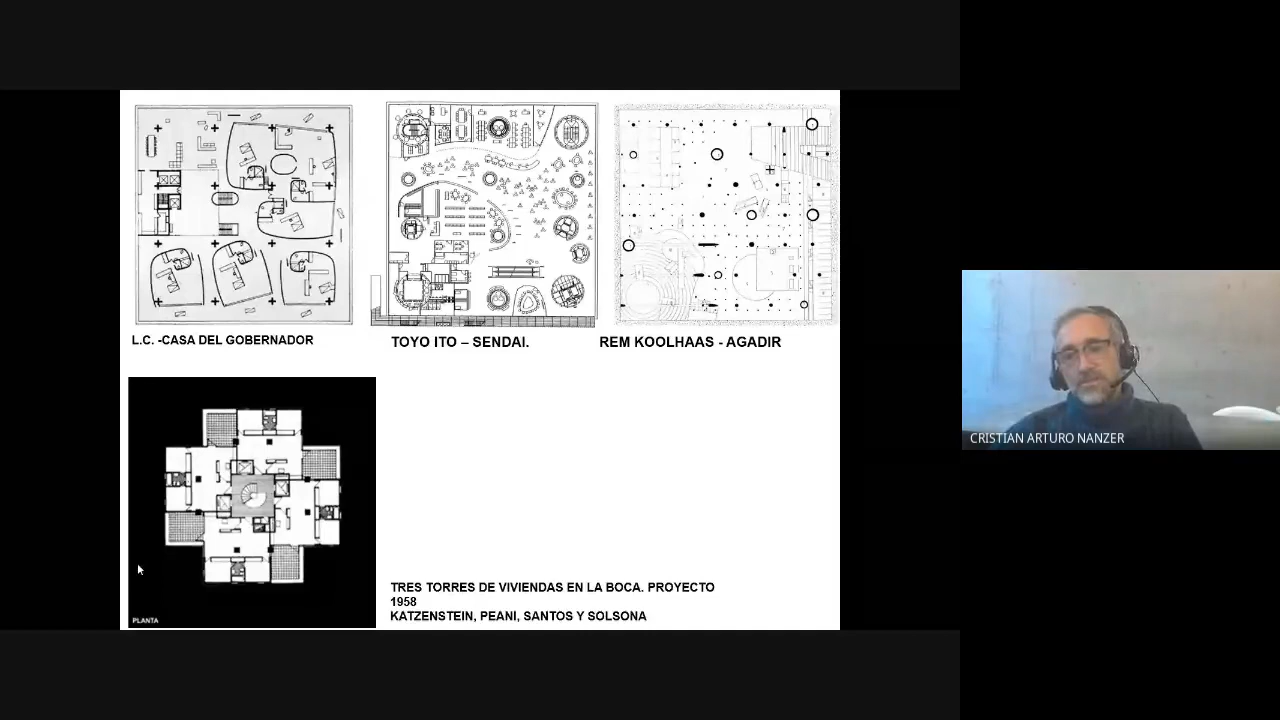 L.C. -CASA DEL GOBERNADOR
TOYO ITO – SENDAI.
REM KOOLHAAS - AGADIR
CRISTIAN ARTURO NANZER
TRES TORRES DE VIVIENDAS EN LA BOCA. PROYECTO
1958
KATZENSTEIN, PEANI, SANTOS Y SOLSONA
PLANTA